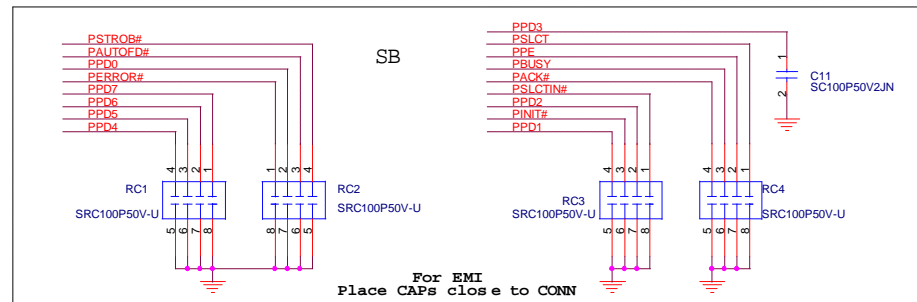 PSTROB#
PAUTOFD#
PPD0
PERROR#
PPD7
PPD6
PPD5
PPD4
SB
4 3 2 1
1 2 3 4
RC1
SRC100P50V-U
RC2
SRC100P50V-U
5 6 7 8
8 7 6 5
PPD3
PSLCT
PPE
PBUSY
PACK#
PSLCTIN#
PPD2
PINIT#
PPD1
1
C11
SC100P50V2JN
2
4 3 2 1
4 3 2 1
RC3
SRC100P50V-U
RC4
SRC100P50V-U
5 6 7 8
5 6 7 8
For EMI
Place CAPs close to CONN